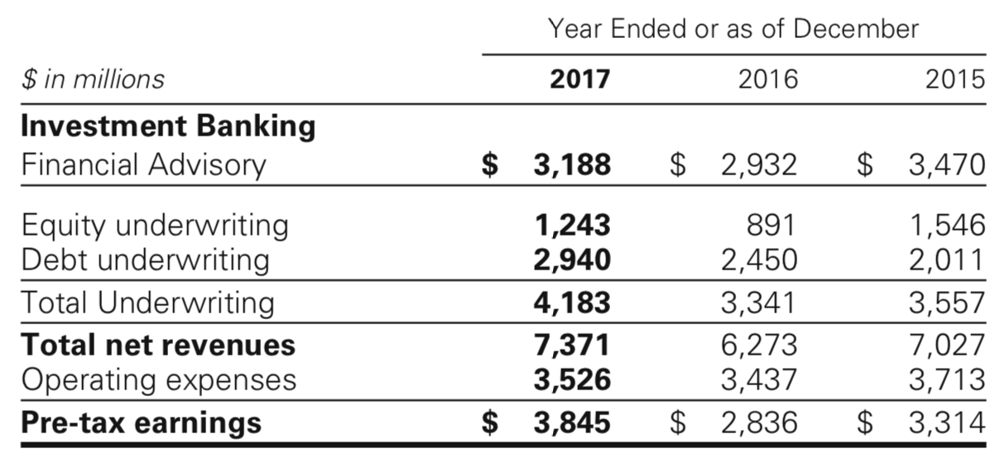 Year Ended or as of December
$ in millions 2017 2016 2015
Investment Banking
Financial Advisory $ 3,188 $ 2,932 $ 3,470
Equity underwriting 1,243 891 1,546
Debt underwriting 2,940 2,450 2,011
Total Underwriting 4,183 3,341 3,557
Total net revenues 7,371 6,273 7,027
Operating expenses 3,526 3,437 3,713
Pre-tax earnings $ 3,845 $ 2,836 $ 3,314